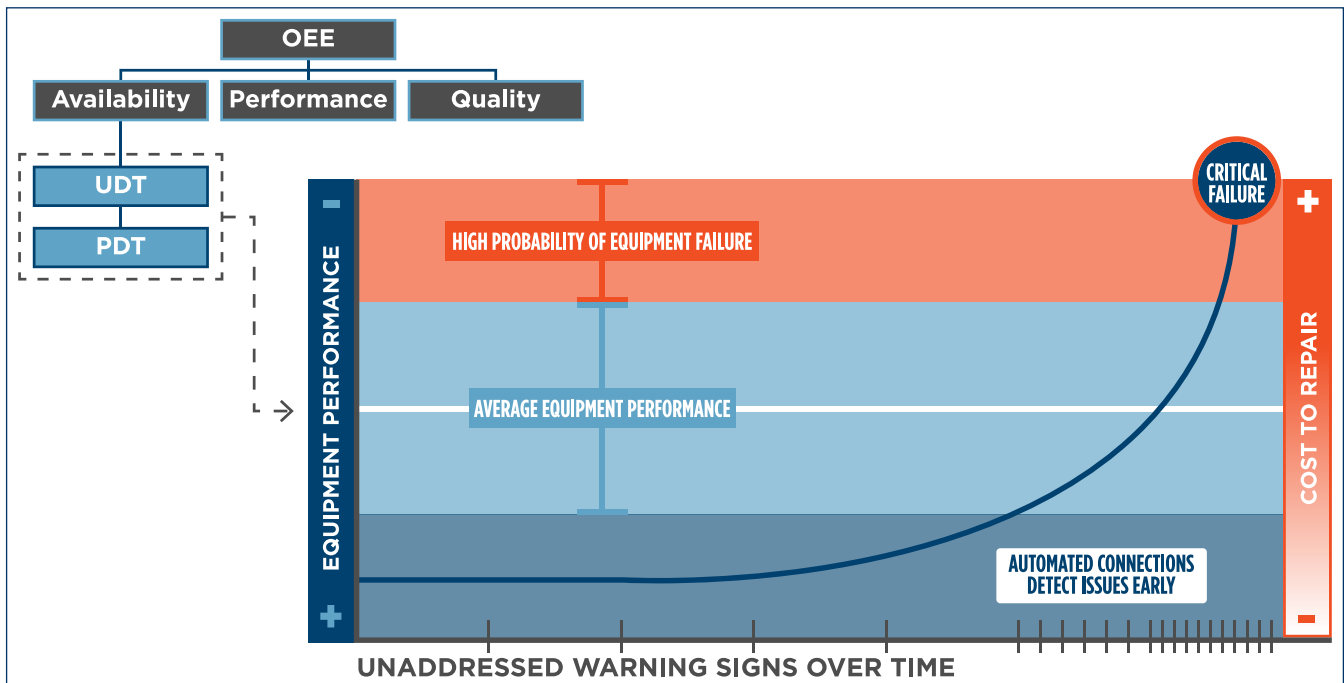 OEE
Availability
Performance
Quality
UDT
PDT
EQUIPMENT PERFORMANCE
-
+
HIGH PROBABILITY OF EQUIPMENT FAILURE
AVERAGE EQUIPMENT PERFORMANCE
CRITICAL
FAILURE
AUTOMATED CONNECTIONS
DETECT ISSUES EARLY
+
COST TO REPAIR
-
UNADDRESSED WARNING SIGNS OVER TIME